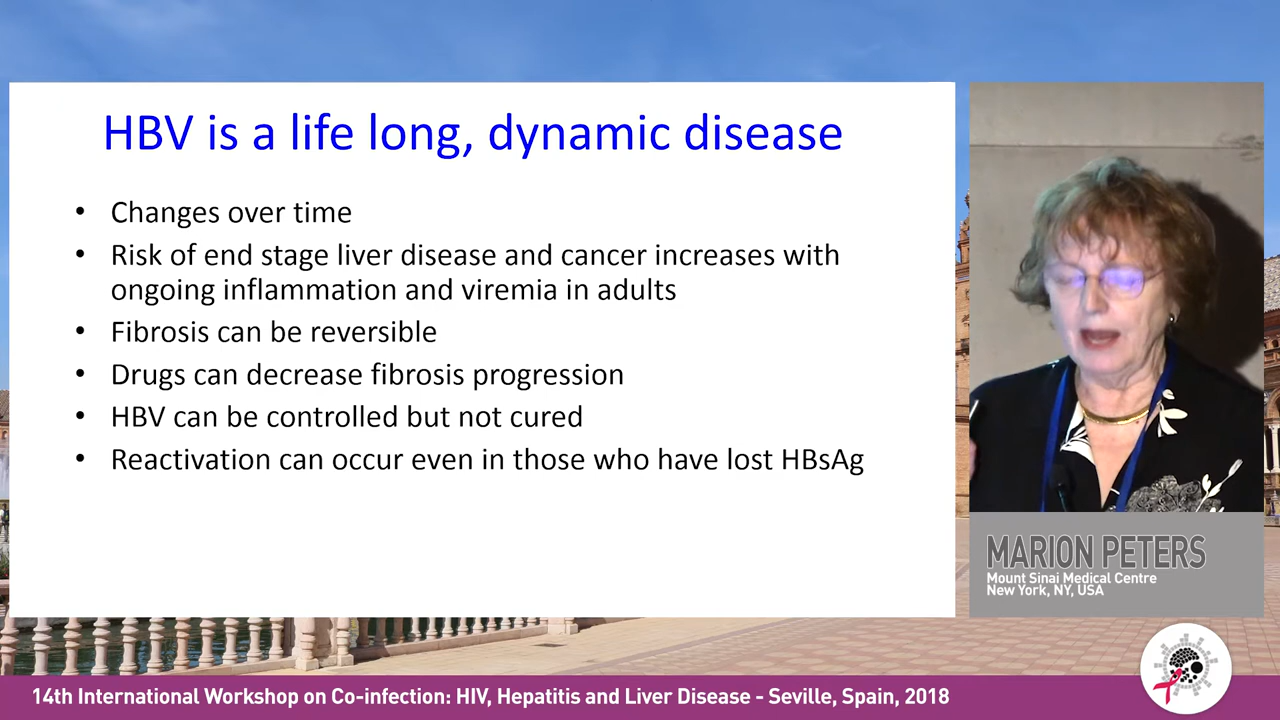 HBV is a life long, dynamic disease
• Changes over time
• Risk of end stage liver disease and cancer increases with
ongoing inflammation and viremia in adults
• Fibrosis can be reversible
• Drugs can decrease fibrosis progression
• HBV can be controlled but not cured
• Reactivation can occur even in those who have lost HBsAg
MARION PETERS
Mount Sinai Medical Centre
New York, NY, USA
14th International Workshop on Co-infection: HIV, Hepatitis and Liver Disease - Seville, Spain, 2018